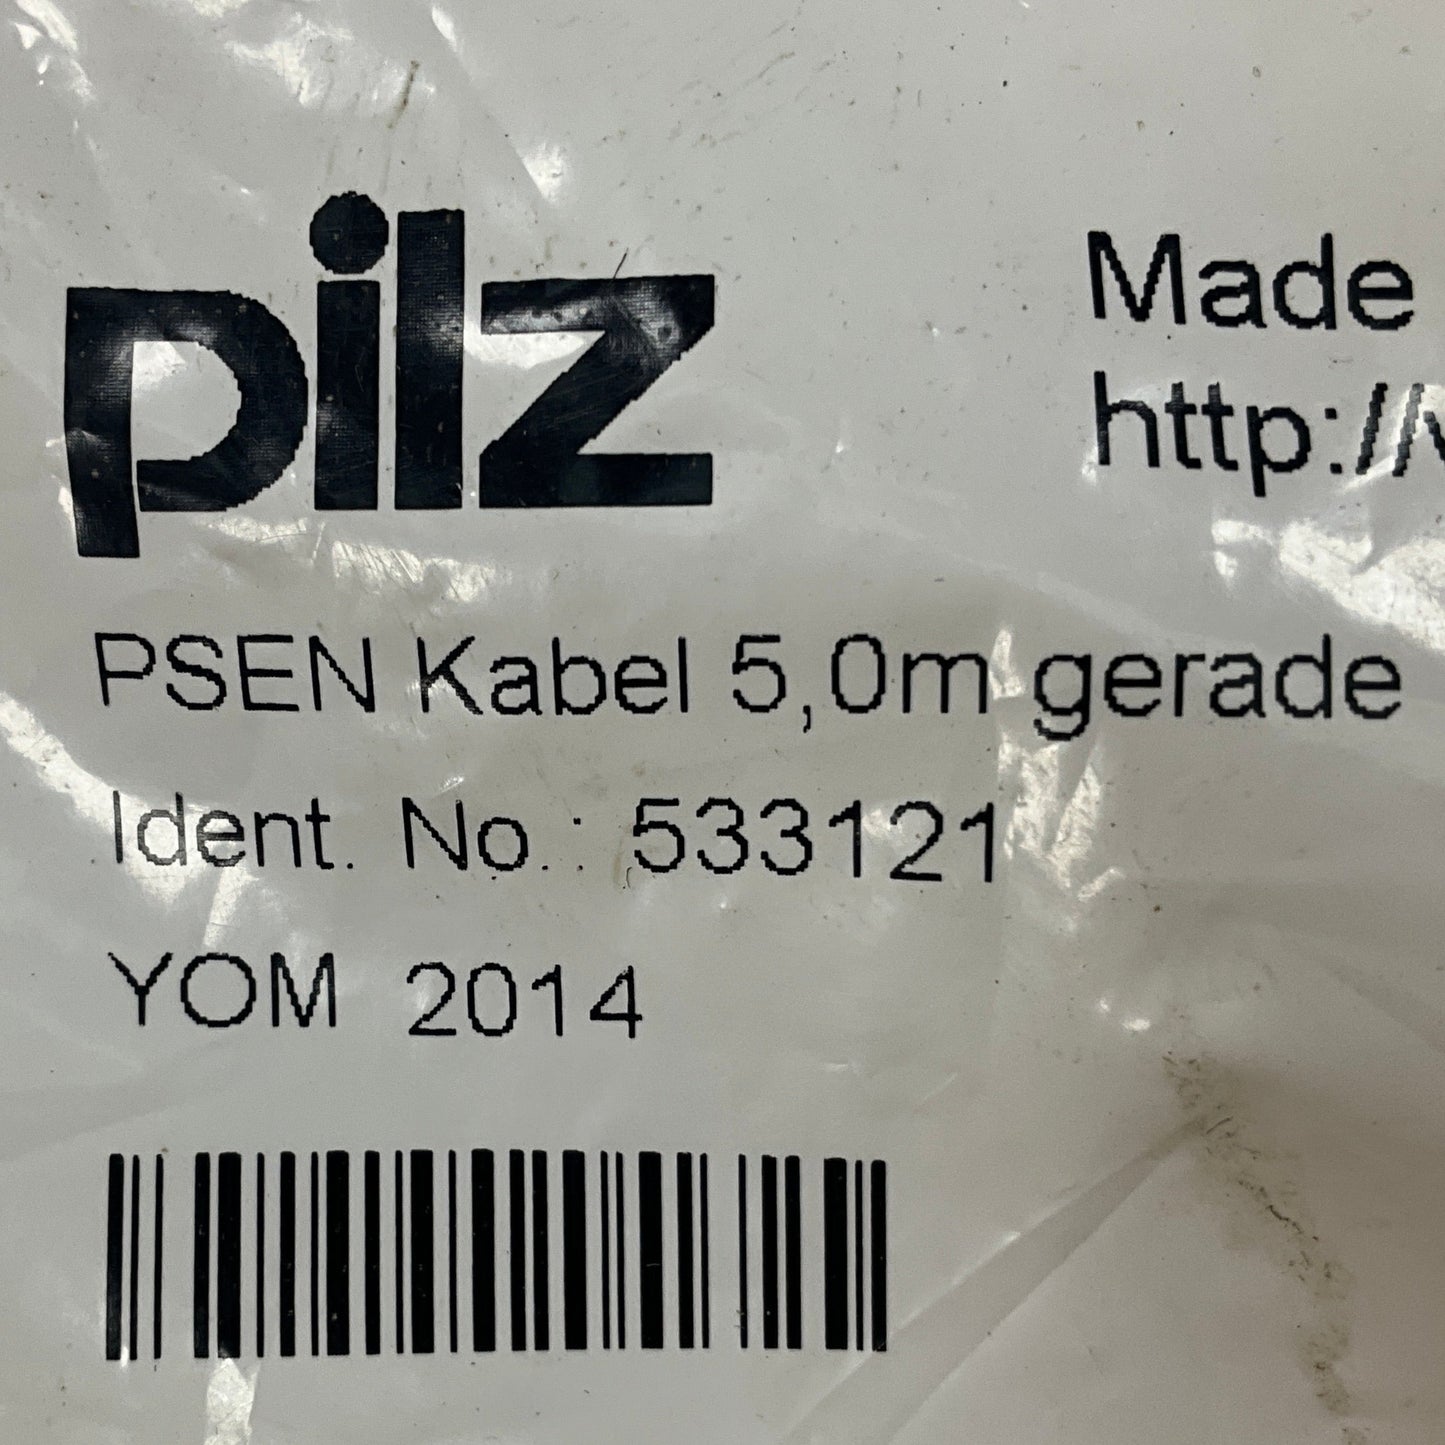 pilz
Made
http://
PSEN Kabel 5,0m gerade
Ident. No.: 533121
YOM 2014